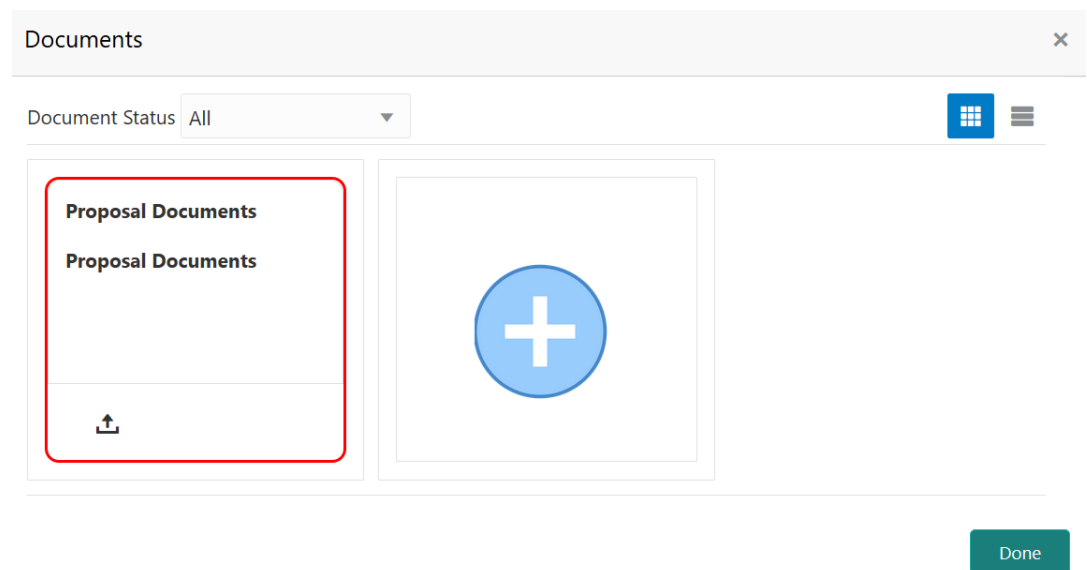 Documents
Document Status All
Proposal Documents
Proposal Documents
Done